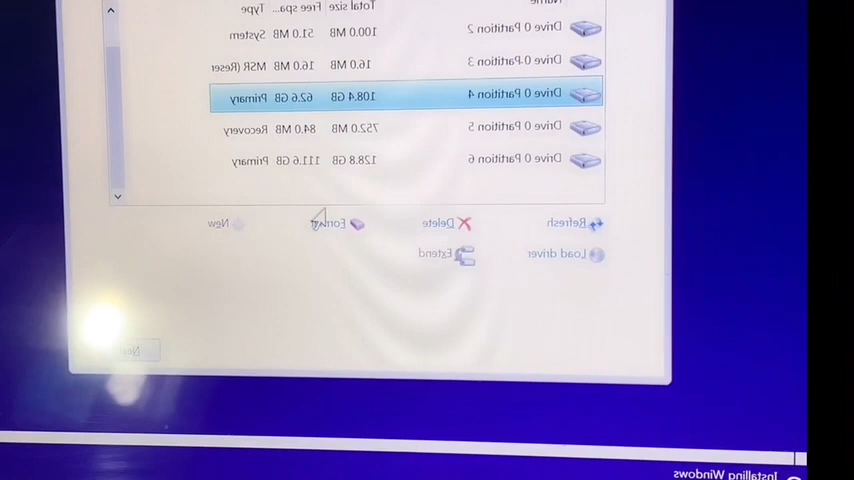 Name Total size Free spa... Type
Drive 0 Partition 2 100.0 MB 51.0 MB System
Drive 0 Partition 3 16.0 MB 16.0 MB MSR (Reser
Drive 0 Partition 4 108.4 GB 62.6 GB Primary
Drive 0 Partition 5 752.0 MB 84.0 MB Recovery
Drive 0 Partition 6 128.8 GB 111.6 GB Primary
Refresh Delete Format New
Load driver Extend
Next
Installing Windows